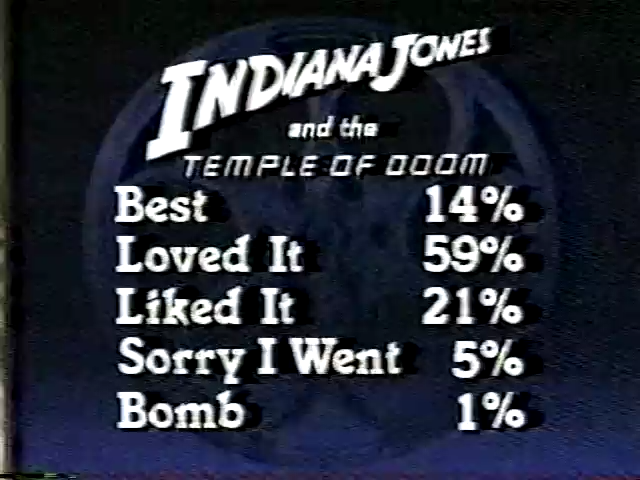 INDIANA JONES
and the
TEMPLE OF DOOM
Best 14%
Loved It 59%
Liked It 21%
Sorry I Went 5%
Bomb 1%